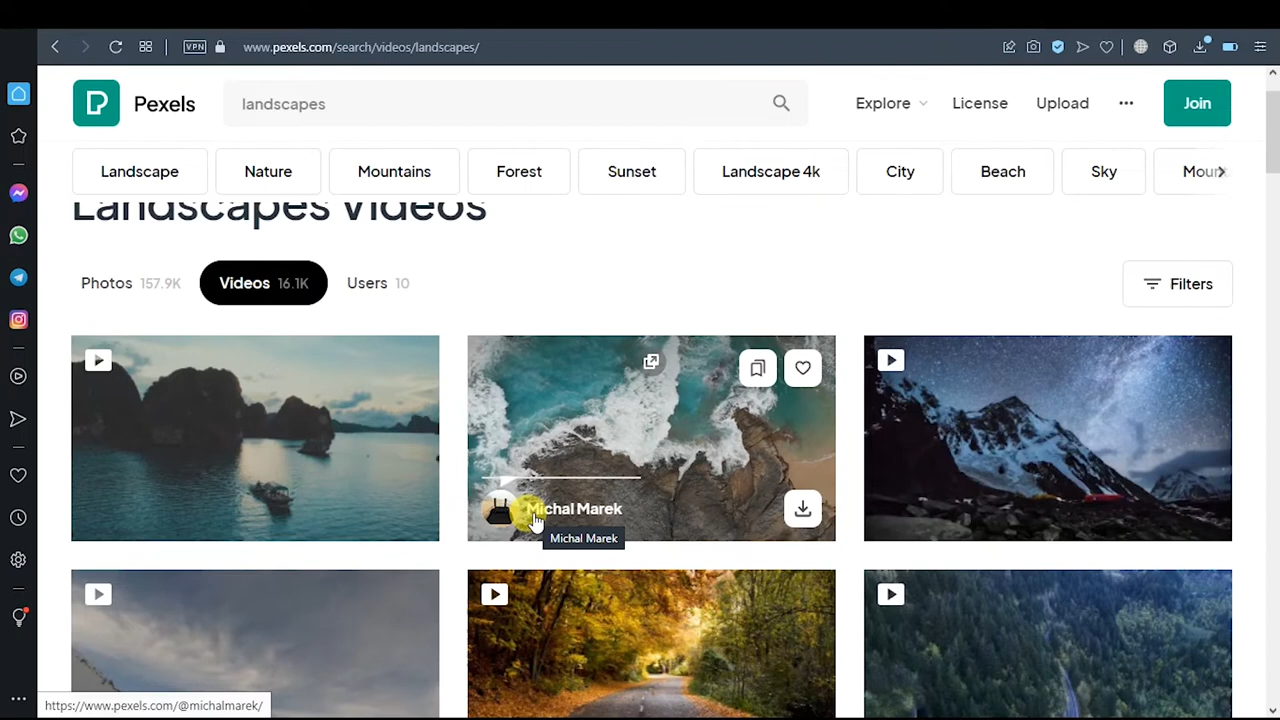 VPN www.pexels.com/search/videos/landscapes/
Pexels landscapes Explore License Upload Join
Landscape Nature Mountains Forest Sunset Landscape 4k City Beach Sky Moun
Landscapes Videos
Photos 157.9K Videos 16.1K Users 10 Filters
Michal Marek
Michal Marek
https://www.pexels.com/@michalmarek/